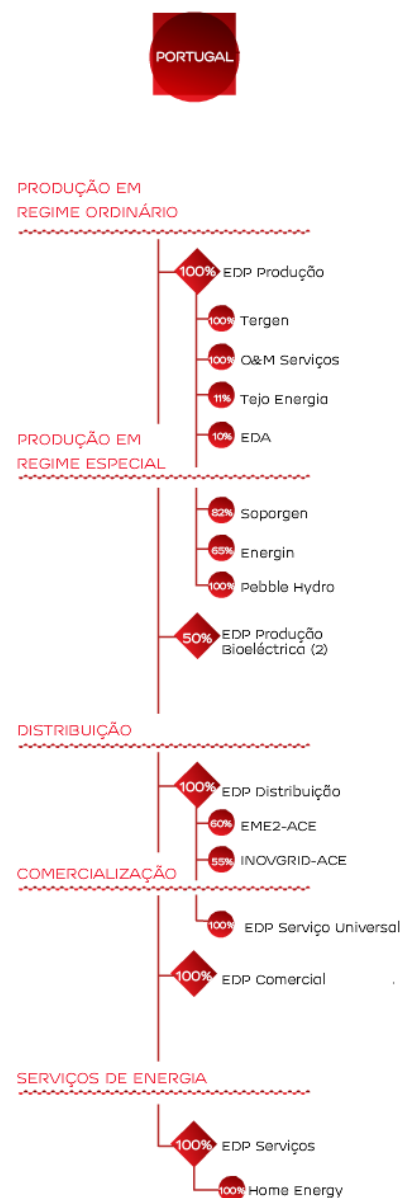 PORTUGAL
PRODUÇÃO EM
REGIME ORDINÁRIO
100% EDP Produção
100% Tergen
100% O&M Serviços
11% Tejo Energia
10% EDA
PRODUÇÃO EM
REGIME ESPECIAL
82% Soporgen
65% Energin
100% Pebble Hydro
50% EDP Produção
Bioeléctrica (2)
DISTRIBUIÇÃO
100% EDP Distribuição
60% EME2-ACE
55% INOVGRID-ACE
COMERCIALIZAÇÃO
100% EDP Serviço Universal
100% EDP Comercial
SERVIÇOS DE ENERGIA
100% EDP Serviços
100% Home Energy